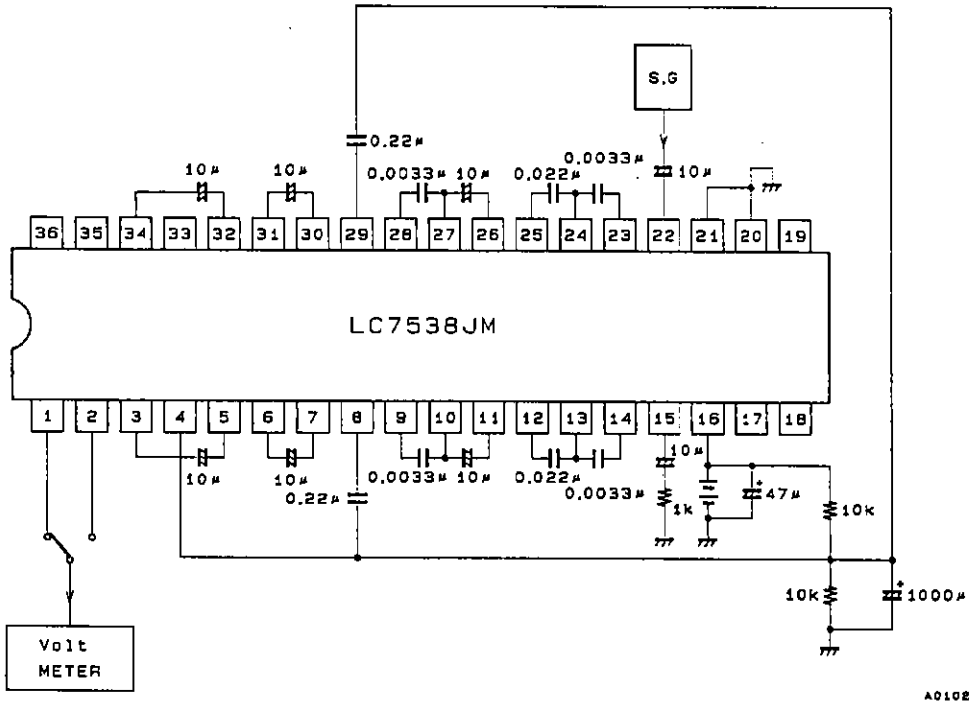 S.G
0.22μ
10μ
10μ
0.0033μ
10μ
0.022μ
0.0033μ
10μ
36 35 34 33 32 31 30 29 28 27 26 25 24 23 22 21 20 19
LC7538JM
1 2 3 4 5 6 7 8 9 10 11 12 13 14 15 16 17 18
10μ
10μ
0.22μ
0.0033μ
10μ
0.022μ
0.0033μ
10μ
1k
+
47μ
10k
10k
+
1000μ
Volt
METER
A0102